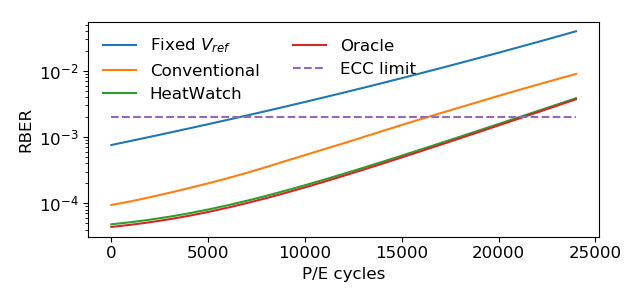 Fixed V_ref
Conventional
HeatWatch
Oracle
ECC limit
RBER
10⁻²
10⁻³
10⁻⁴
0 5000 10000 15000 20000 25000
P/E cycles